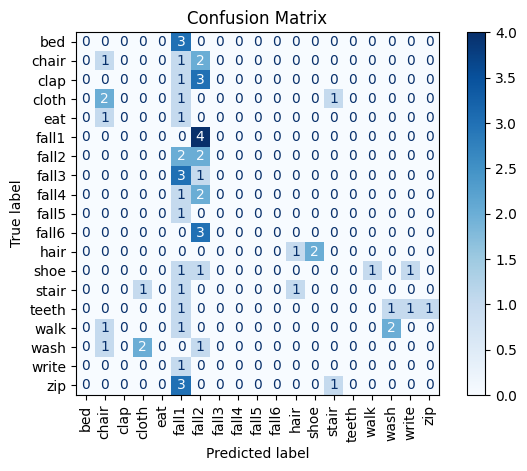 Confusion Matrix
bed 0 0 0 0 0 3 0 0 0 0 0 0 0 0 0 0 0 0 0
chair 0 1 0 0 0 1 2 0 0 0 0 0 0 0 0 0 0 0 0
clap 0 0 0 0 0 1 3 0 0 0 0 0 0 0 0 0 0 0 0
cloth 0 2 0 0 0 1 0 0 0 0 0 0 0 1 0 0 0 0 0
eat 0 1 0 0 0 1 0 0 0 0 0 0 0 0 0 0 0 0 0
fall1 0 0 0 0 0 0 4 0 0 0 0 0 0 0 0 0 0 0 0
fall2 0 0 0 0 0 2 2 0 0 0 0 0 0 0 0 0 0 0 0
fall3 0 0 0 0 0 3 1 0 0 0 0 0 0 0 0 0 0 0 0
fall4 0 0 0 0 0 1 2 0 0 0 0 0 0 0 0 0 0 0 0
fall5 0 0 0 0 0 1 0 0 0 0 0 0 0 0 0 0 0 0 0
fall6 0 0 0 0 0 0 3 0 0 0 0 0 0 0 0 0 0 0 0
hair 0 0 0 0 0 0 0 0 0 0 0 1 2 0 0 0 0 0 0
shoe 0 0 0 0 0 1 1 0 0 0 0 0 0 0 0 1 0 1 0
stair 0 0 0 1 0 1 0 0 0 0 0 1 0 0 0 0 0 0 0
teeth 0 0 0 0 0 1 0 0 0 0 0 0 0 0 0 0 1 1 1
walk 0 1 0 0 0 1 0 0 0 0 0 0 0 0 0 0 2 0 0
wash 0 1 0 2 0 0 1 0 0 0 0 0 0 0 0 0 0 0 0
write 0 0 0 0 0 1 0 0 0 0 0 0 0 0 0 0 0 0 0
zip 0 0 0 0 0 3 0 0 0 0 0 0 0 1 0 0 0 0 0
bed chair clap cloth eat fall1 fall2 fall3 fall4 fall5 fall6 hair shoe stair teeth walk wash write zip
Predicted label
True label
4.0
3.5
3.0
2.5
2.0
1.5
1.0
0.5
0.0